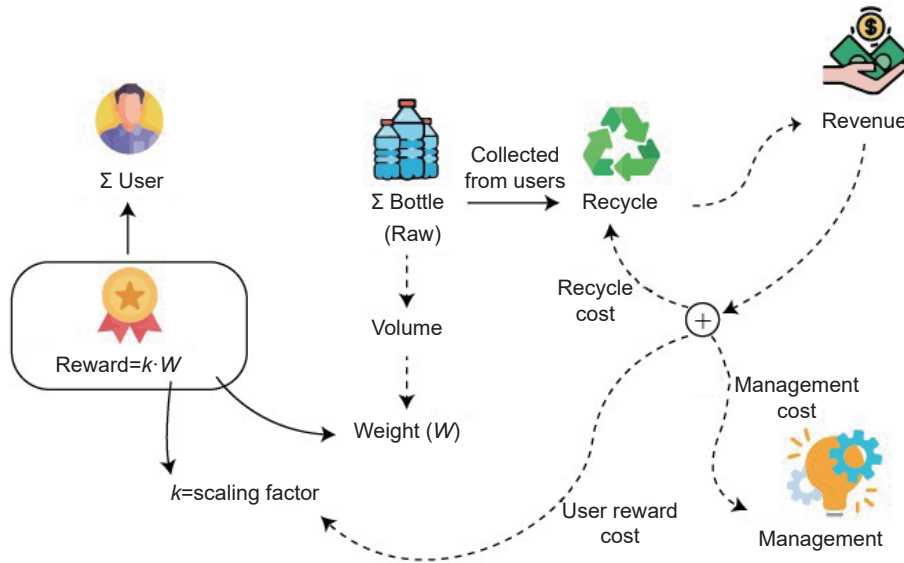 $
Revenue
Σ User
Collected
from users
Σ Bottle
(Raw)
Recycle
Recycle
cost
+
Volume
Reward=k·W
Management
cost
Weight (W)
k=scaling factor
User reward
cost
Management